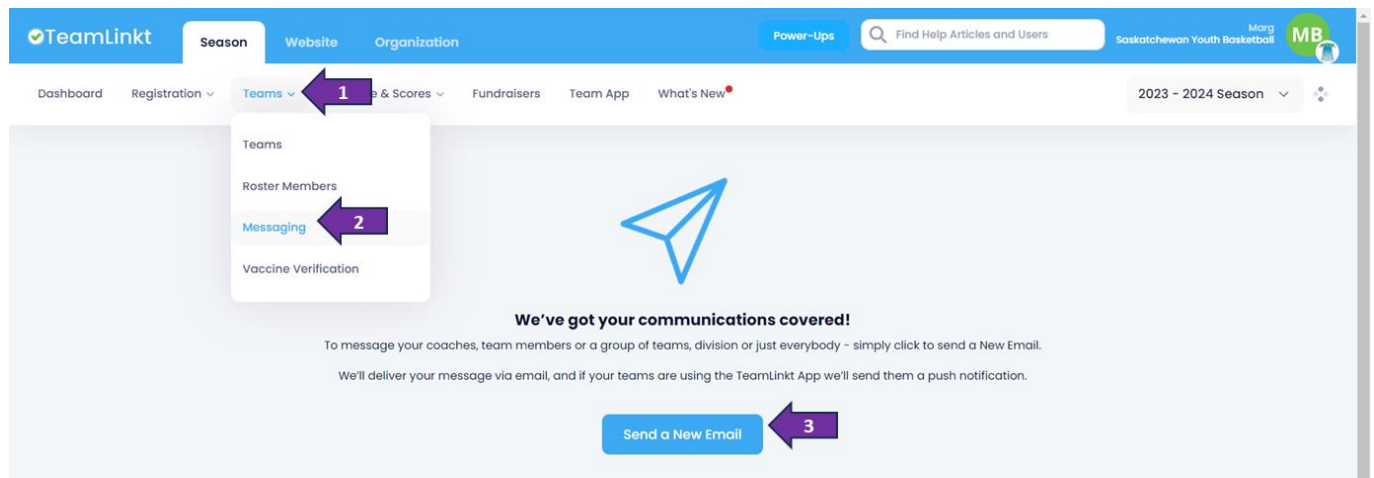 TeamLinkt
Season
Website
Organization
Power-Ups
Find Help Articles and Users
Marg
Saskatchewan Youth Basketball
MB
Dashboard
Registration
Teams
1
& Scores
Fundraisers
Team App
What's New
2023 - 2024 Season
Teams
Roster Members
Messaging
2
Vaccine Verification
We've got your communications covered!
To message your coaches, team members or a group of teams, division or just everybody - simply click to send a New Email.
We'll deliver your message via email, and if your teams are using the TeamLinkt App we'll send them a push notification.
Send a New Email
3